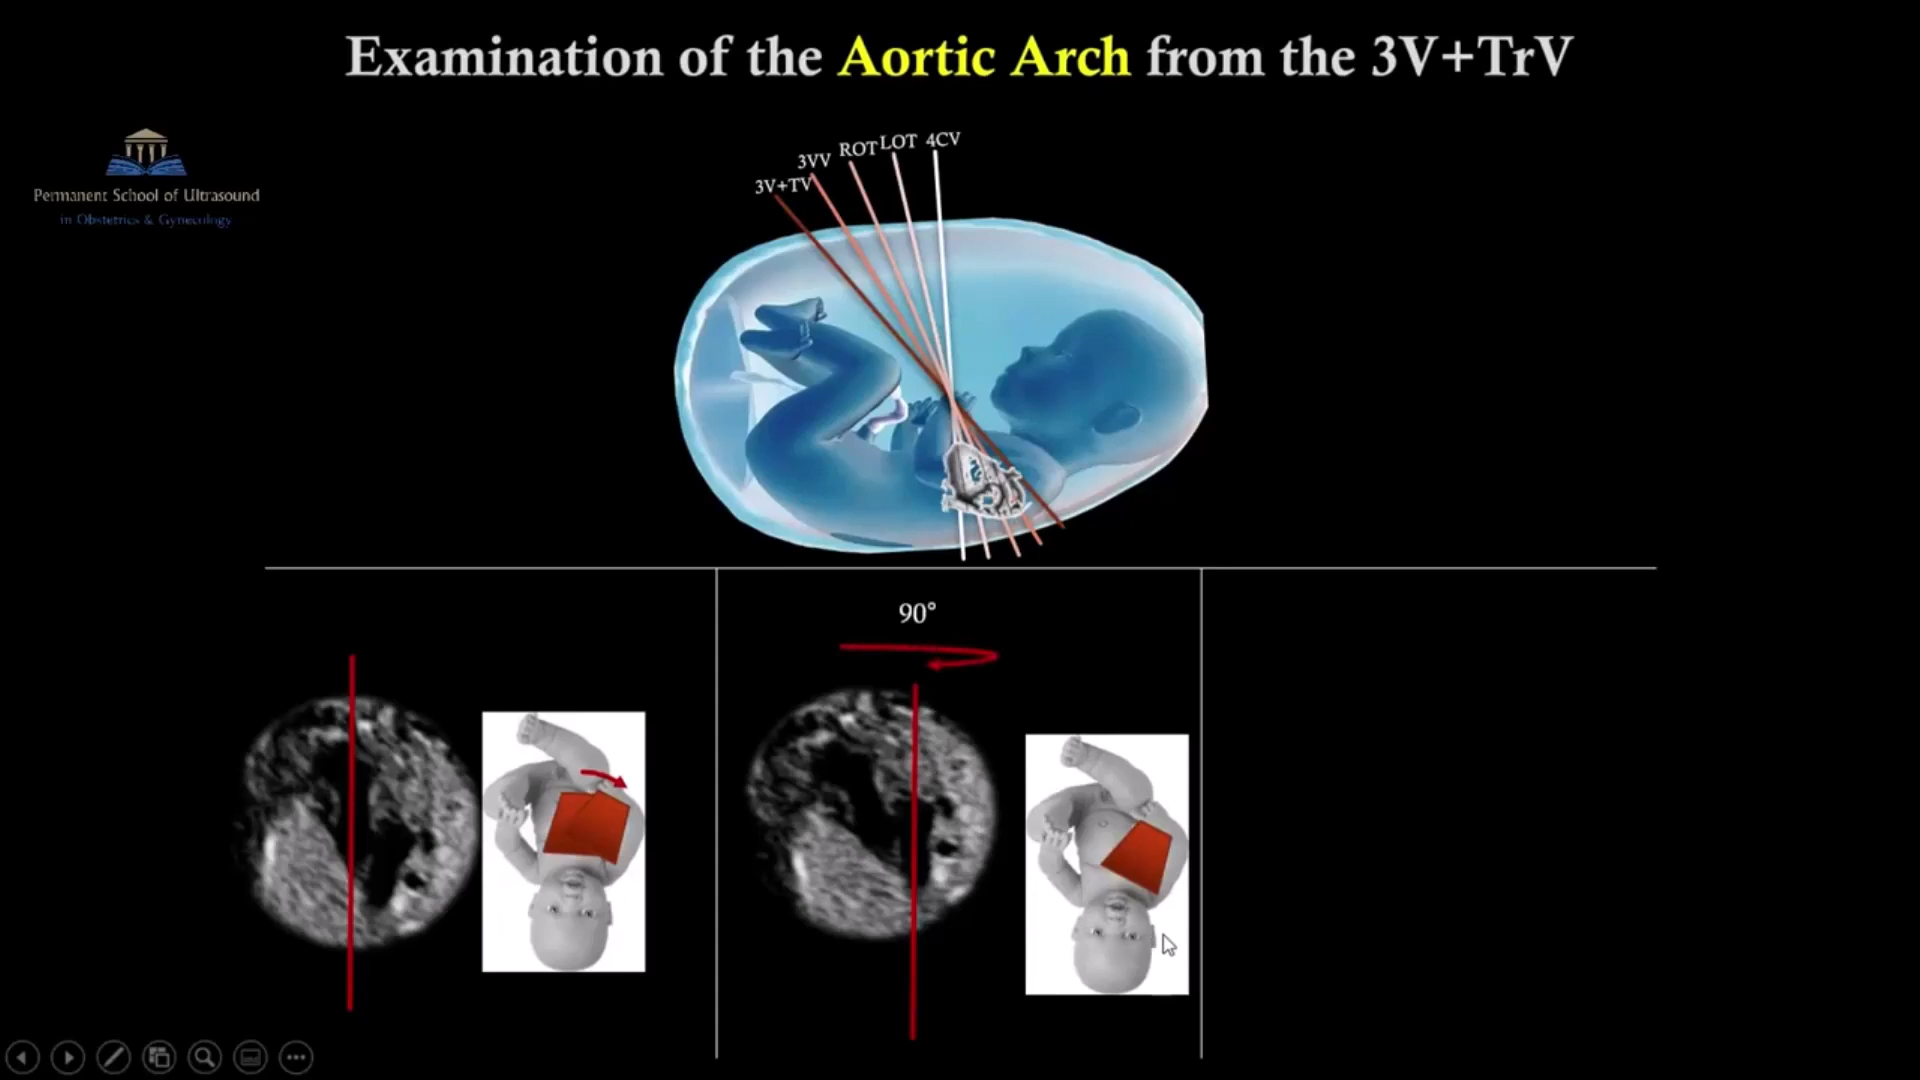 Examination of the Aortic Arch from the 3V+TrV
Permanent School of Ultrasound
in Obstetrics & Gynecology
3V+TV
3VV
ROT
LOT
4CV
90°